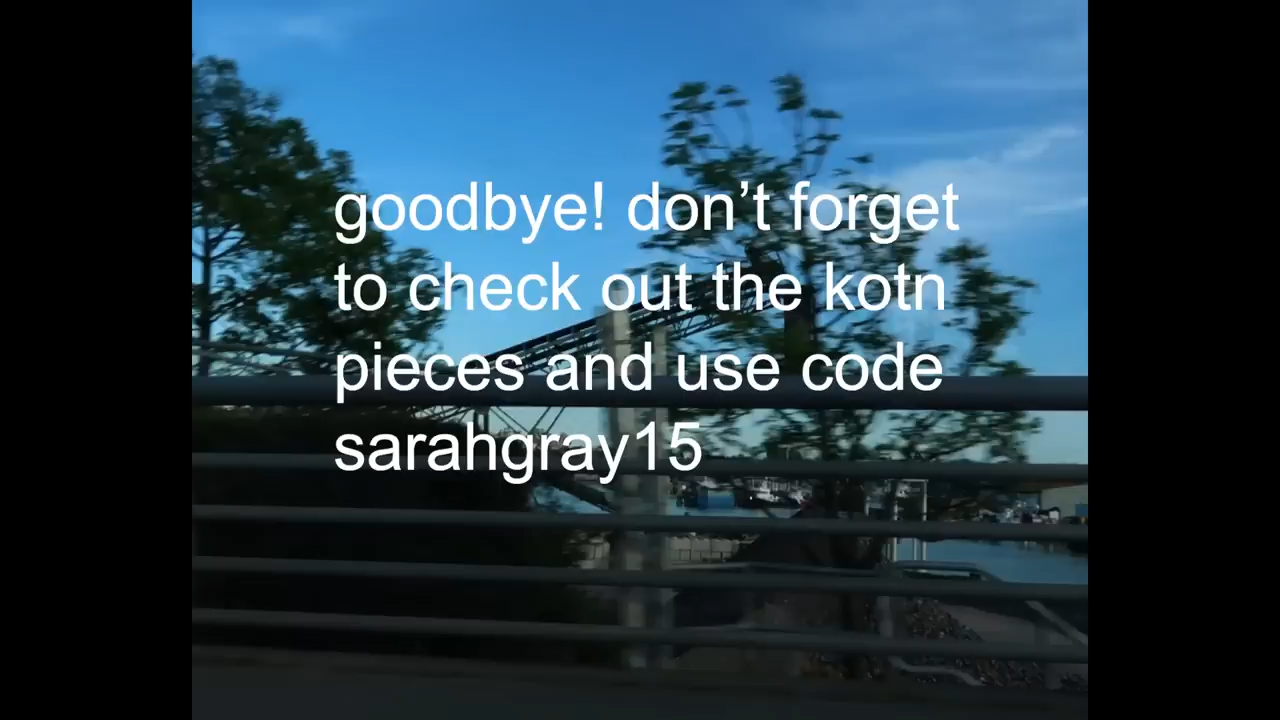 goodbye! don’t forget
to check out the kotn
pieces and use code
sarahgray15